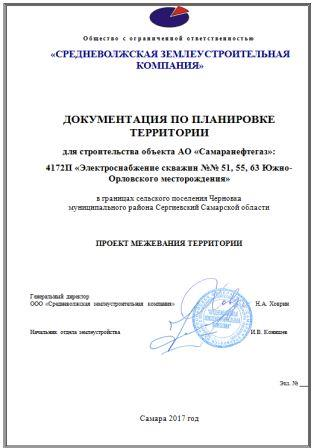 Общество с ограниченной ответственностью
«СРЕДНЕВОЛЖСКАЯ ЗЕМЛЕУСТРОИТЕЛЬНАЯ
КОМПАНИЯ»
ДОКУМЕНТАЦИЯ ПО ПЛАНИРОВКЕ
ТЕРРИТОРИИ
для строительства объекта АО «Самаранефтегаз»:
4172П «Электроснабжение скважин №№ 51, 55, 63 Южно-
Орловского месторождения»
в границах сельского поселения Черновка
муниципального района Сергиевский Самарской области
ПРОЕКТ МЕЖЕВАНИЯ ТЕРРИТОРИИ
Генеральный директор
ООО «Средневолжская землеустроительная компания» Н.А. Ховрин
Начальник отдела землеустройства И.В. Конищев
Экз. № __
Самара 2017 год